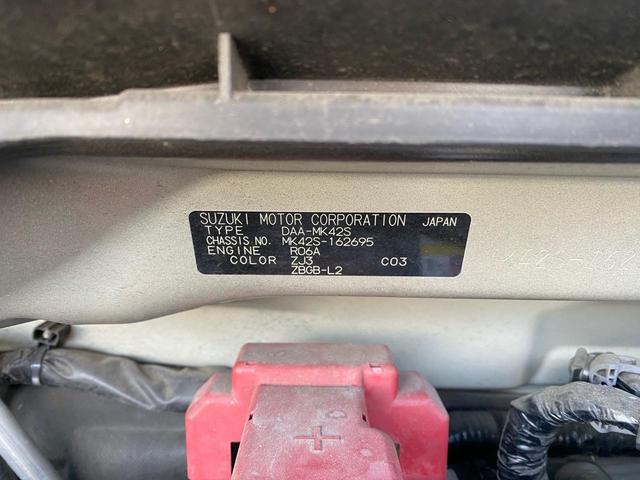 SUZUKI MOTOR CORPORATION JAPAN
TYPE DAA-MK42S
CHASSIS NO. MK42S-162695
ENGINE R06A
COLOR ZJ3 C03
ZBGB-L2
+